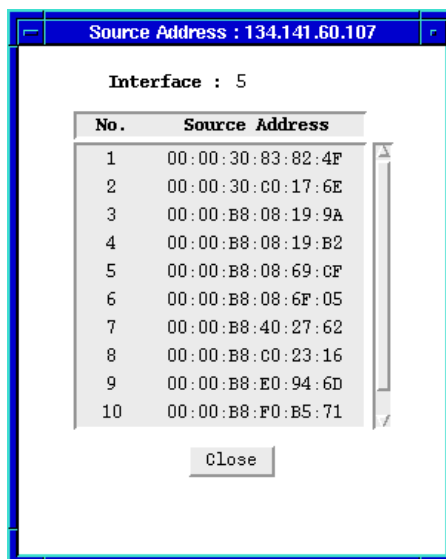 Source Address : 134.141.60.107
Interface : 5
No. Source Address
1 00:00:30:83:82:4F
2 00:00:30:C0:17:6E
3 00:00:B8:08:19:9A
4 00:00:B8:08:19:B2
5 00:00:B8:08:69:CF
6 00:00:B8:08:6F:05
7 00:00:B8:40:27:62
8 00:00:B8:C0:23:16
9 00:00:B8:E0:94:6D
10 00:00:B8:F0:B5:71
Close